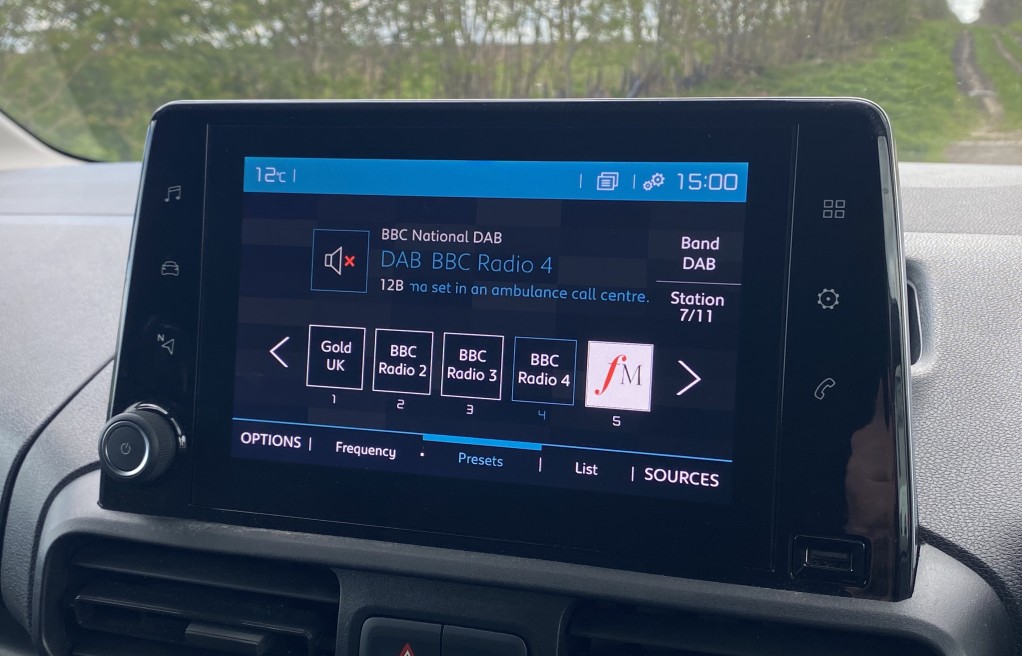 12°C
15:00
BBC National DAB
DAB BBC Radio 4
12B ma set in an ambulance call centre.
Band
DAB
Station
7/11
Gold
UK
1
BBC
Radio 2
2
BBC
Radio 3
3
BBC
Radio 4
4
fM
5
OPTIONS
Frequency
Presets
List
SOURCES
N